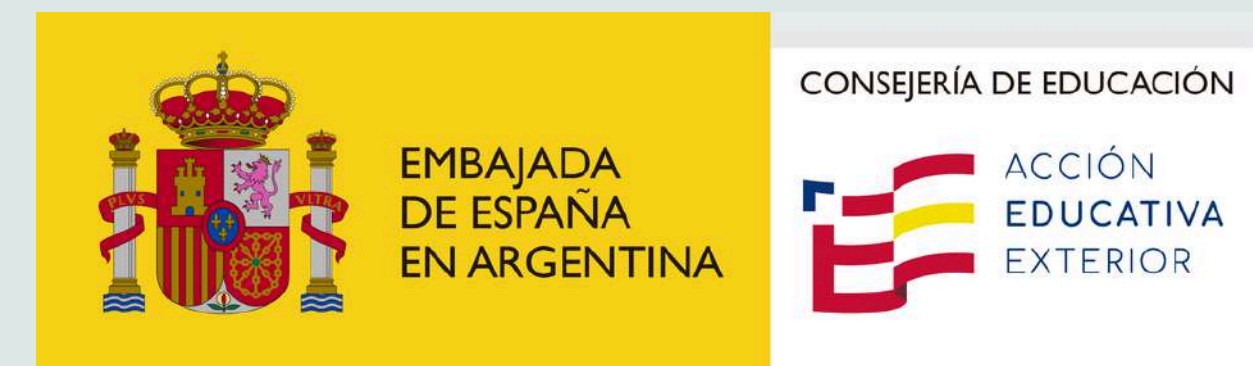 PLVS
VLTRA
EMBAJADA
DE ESPAÑA
EN ARGENTINA
CONSEJERÍA DE EDUCACIÓN
ACCIÓN
EDUCATIVA
EXTERIOR